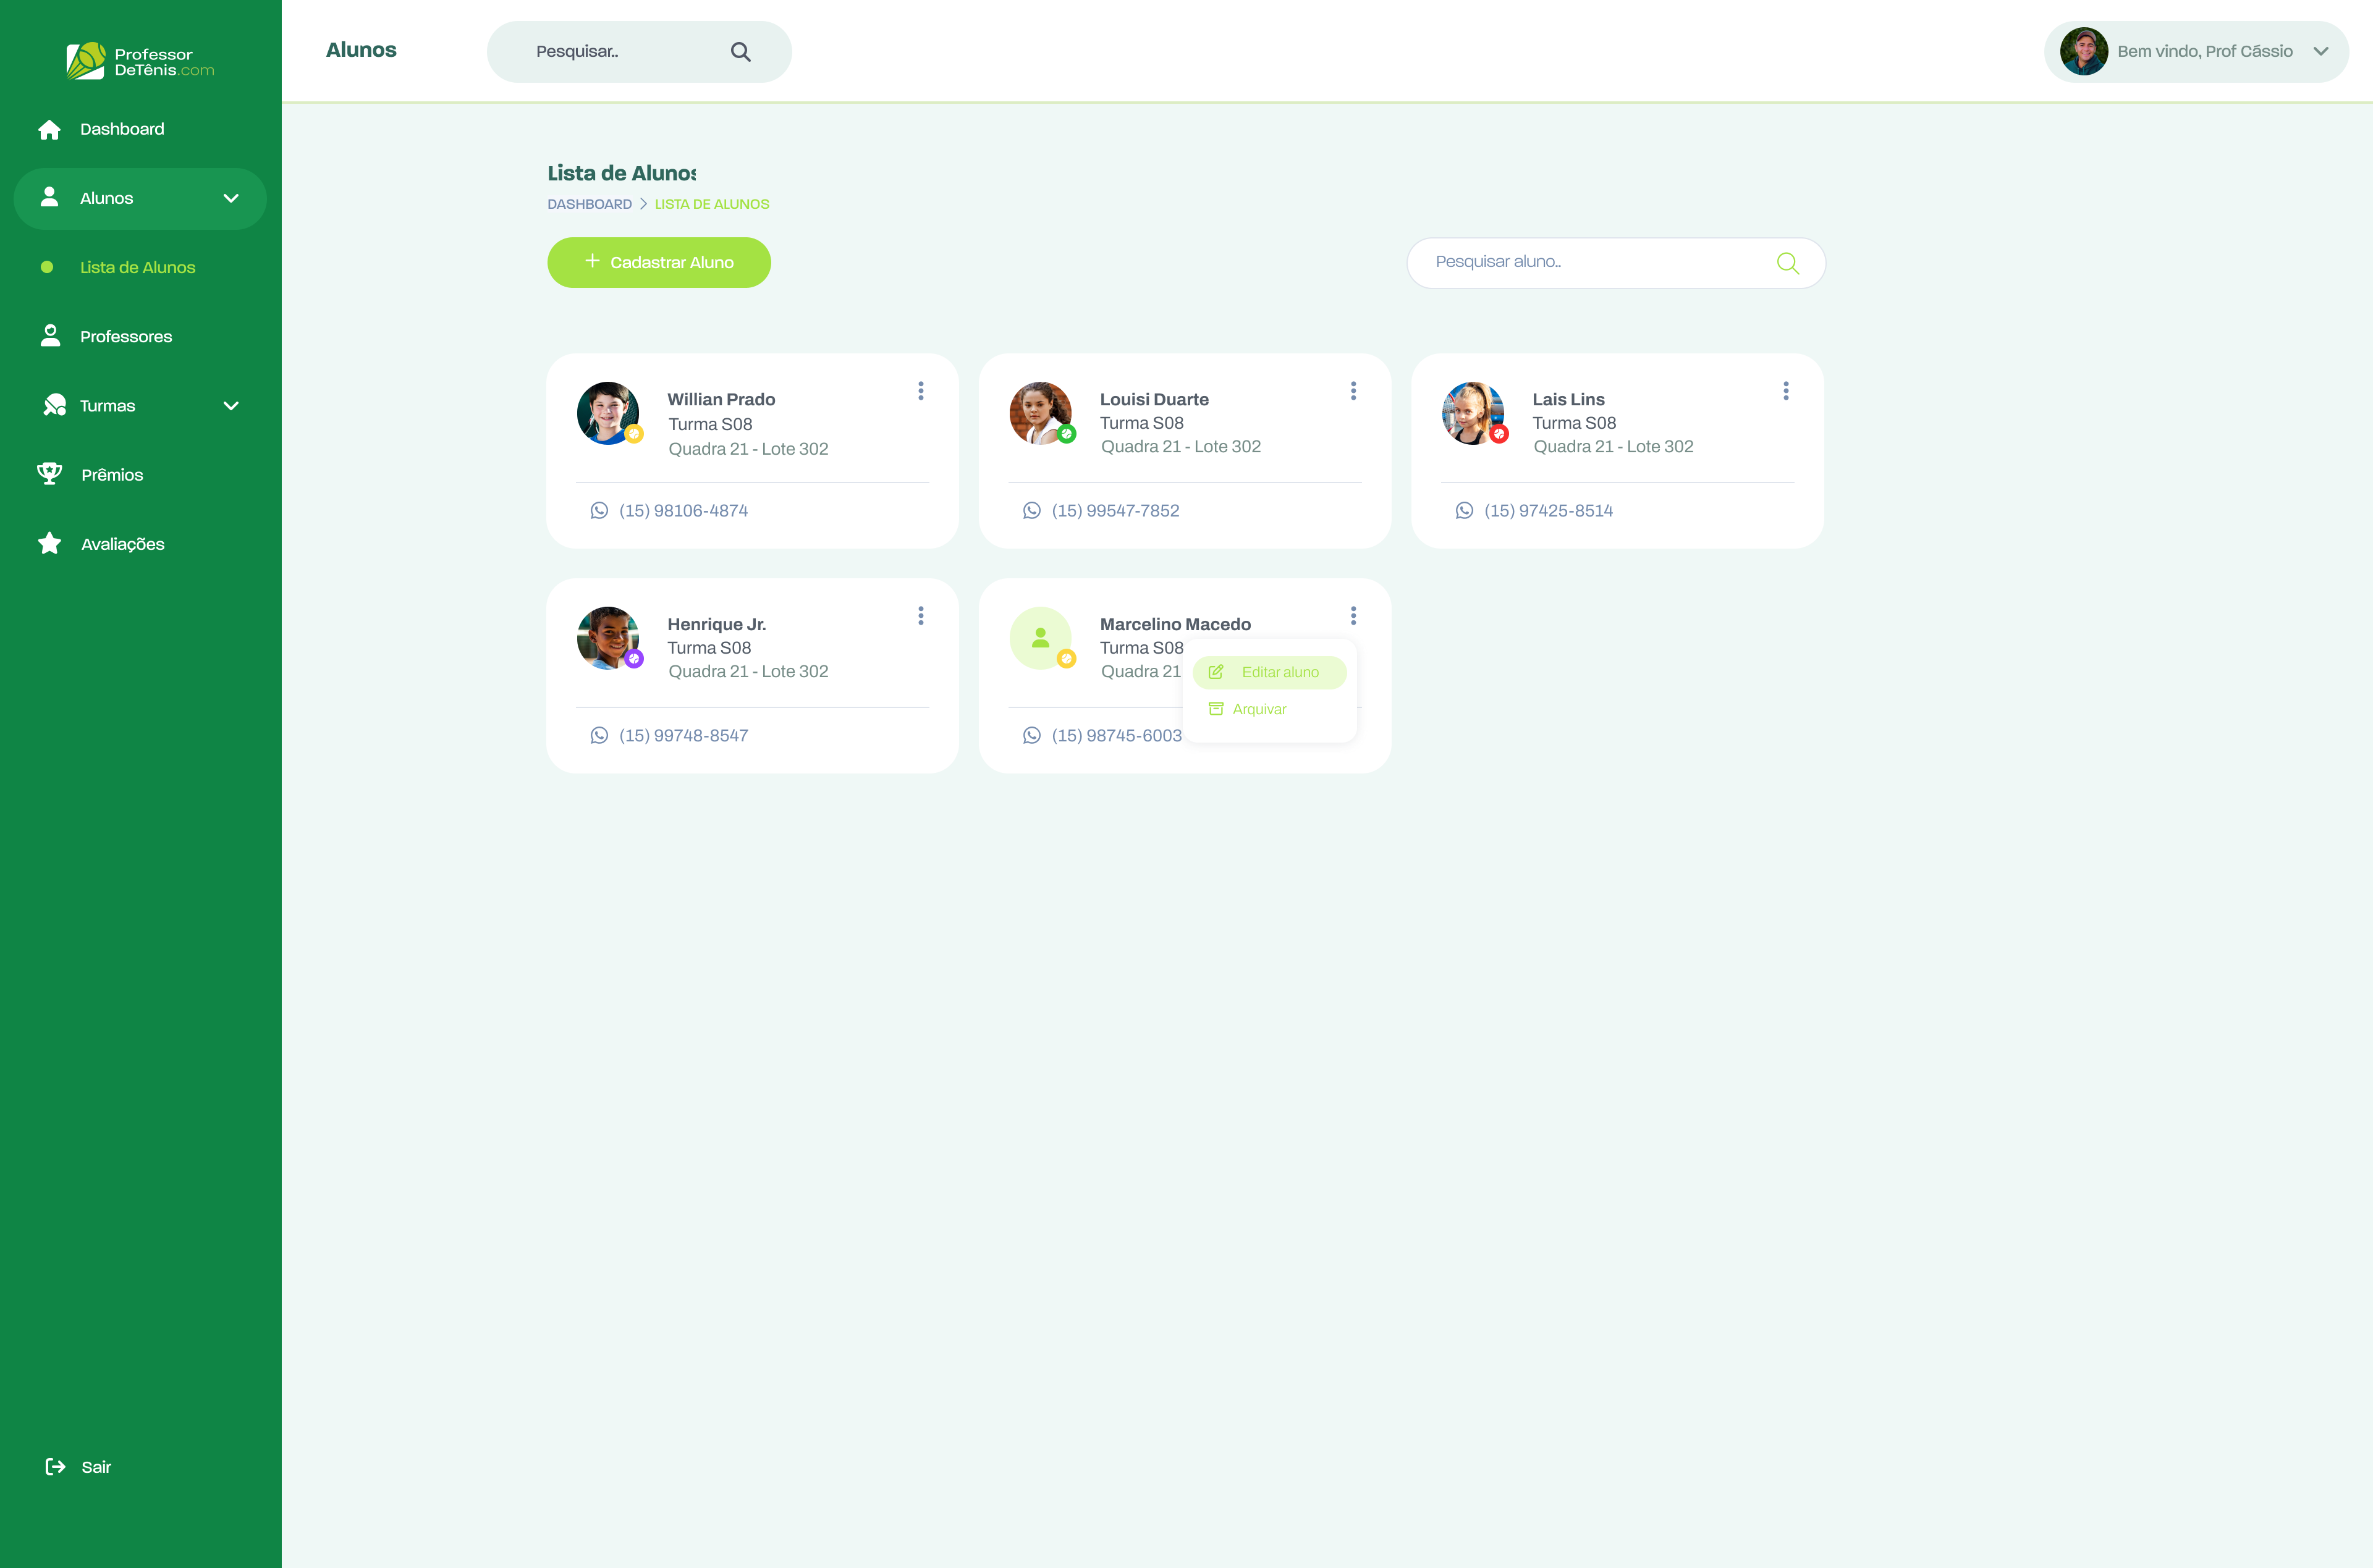 Professor
DeTênis.com
Dashboard
Alunos
Lista de Alunos
Professores
Turmas
Prêmios
Avaliações
Sair
Alunos
Pesquisar..
Bem vindo, Prof Cássio
Lista de Alunos
DASHBOARD > LISTA DE ALUNOS
+ Cadastrar Aluno
Pesquisar aluno..
Willian Prado
Turma S08
Quadra 21 - Lote 302
(15) 98106-4874
Louisi Duarte
Turma S08
Quadra 21 - Lote 302
(15) 99547-7852
Lais Lins
Turma S08
Quadra 21 - Lote 302
(15) 97425-8514
Henrique Jr.
Turma S08
Quadra 21 - Lote 302
(15) 99748-8547
Marcelino Macedo
Turma S08
Quadra 21
(15) 98745-6003
Editar aluno
Arquivar